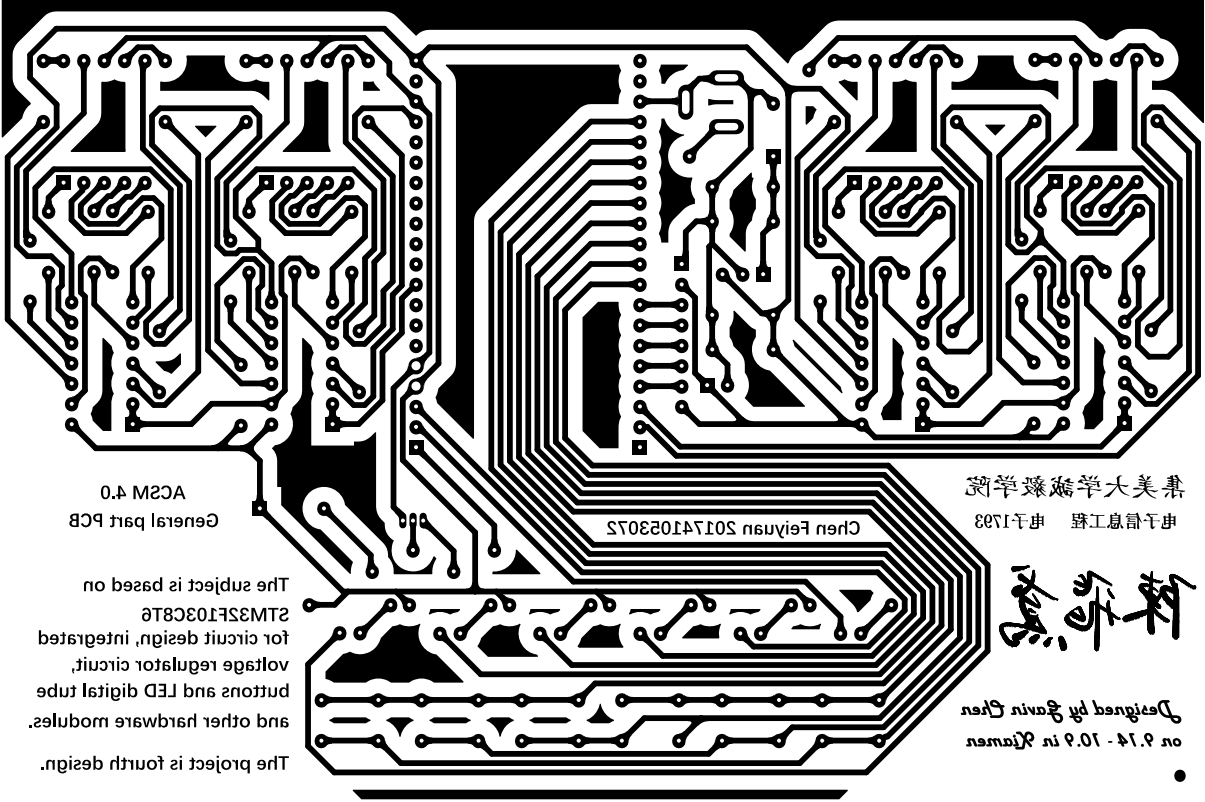 ACSM 4.0
General part PCB
The subject is based on
STM32F103C8T6
for circuit design, integrated
voltage regulator circuit,
buttons and LED digital tube
and other hardware modules.
The project is fourth design.
Chen Feiyuan 201741053072
集美大学诚毅学院
电子信息工程 电子1793
Designed by Gavin Chen
on 9.14 - 10.9 in Xiamen